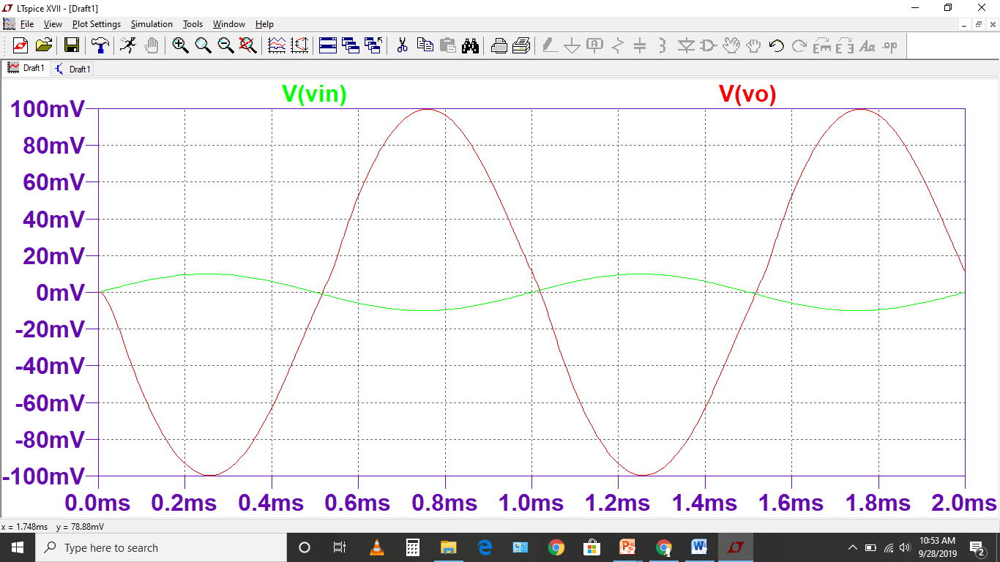 LTspice XVII - [Draft1]
File View Plot Settings Simulation Tools Window Help
Draft1 Draft1
V(vin) V(vo)
100mV
80mV
60mV
40mV
20mV
0mV
-20mV
-40mV
-60mV
-80mV
-100mV
0.0ms 0.2ms 0.4ms 0.6ms 0.8ms 1.0ms 1.2ms 1.4ms 1.6ms 1.8ms 2.0ms
x = 1.748ms y = 78.88mV
Type here to search
10:53 AM
9/28/2019
2